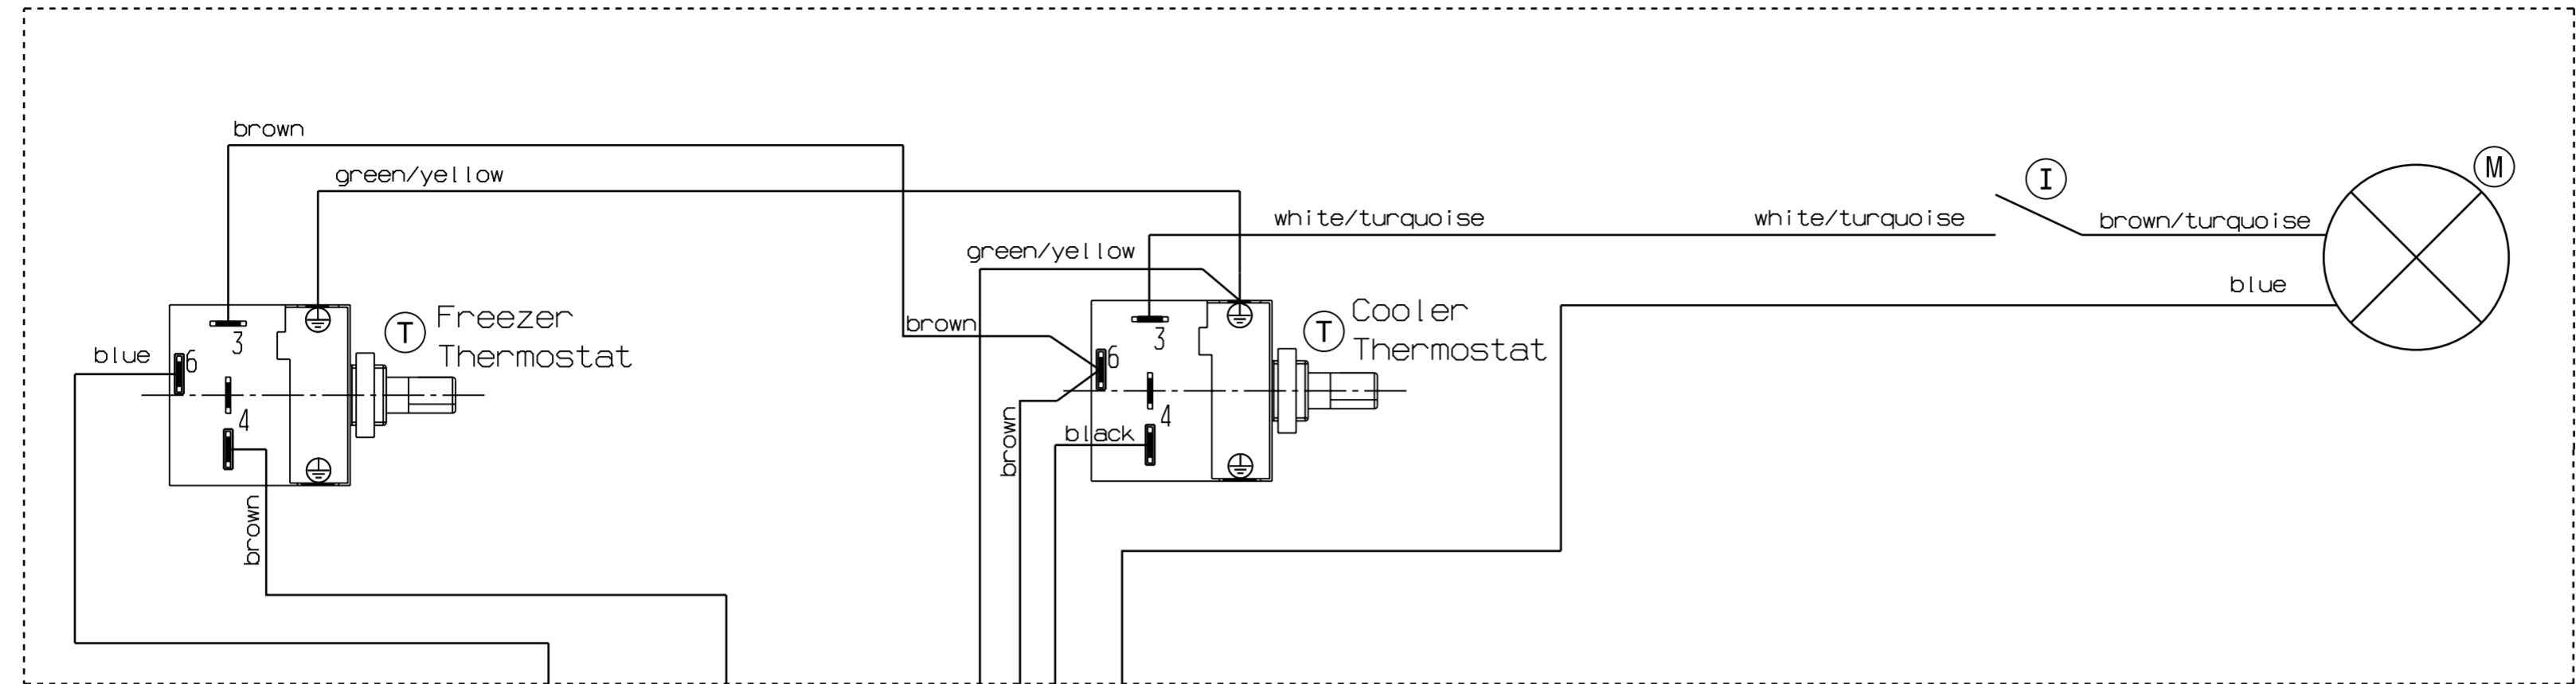 brown
green/yellow
I
M
white/turquoise
white/turquoise
brown/turquoise
green/yellow
blue
T
Freezer
Thermostat
3
6
blue
4
brown
brown
T
Cooler
Thermostat
3
6
4
brown
black